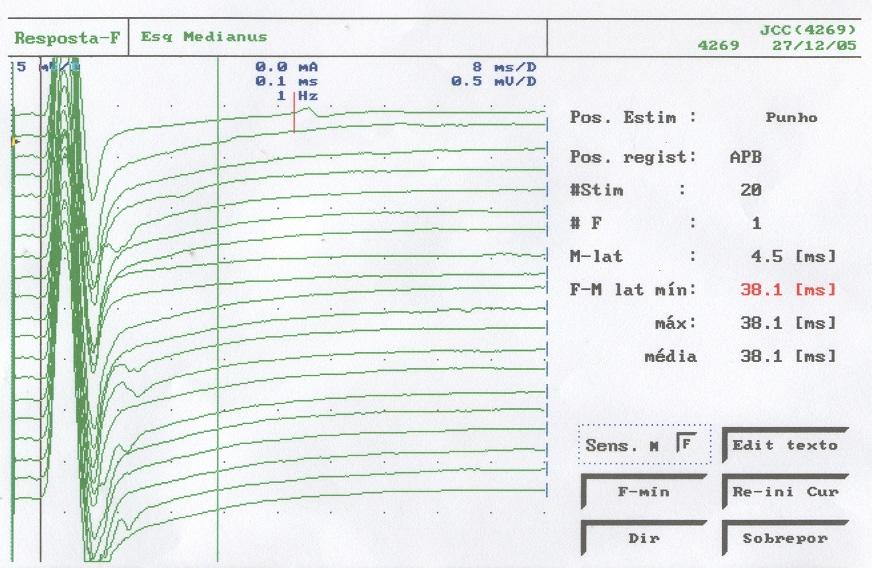 Resposta-F
Esq Medianus
JCC(4269)
4269 27/12/05
5
0.0 mA
8 ms/D
0.1 ms
0.5 mV/D
1 Hz
Pos. Estim : Punho
Pos. regist: APB
#Stim : 20
# F : 1
M-lat : 4.5 [ms]
F-M lat mín: 38.1 [ms]
máx: 38.1 [ms]
média 38.1 [ms]
Sens. M F
Edit texto
F-mín
Re-ini Cur
Dir
Sobrepor